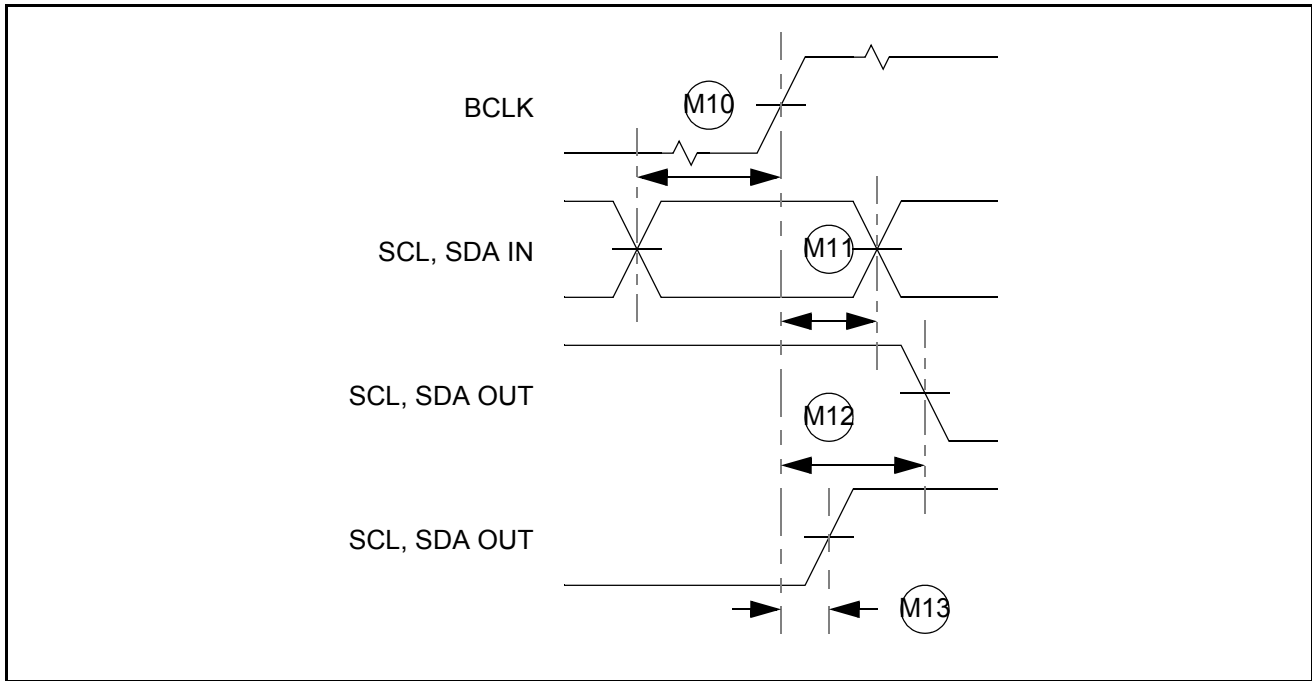 BCLK
M10
SCL, SDA IN
M11
SCL, SDA OUT
M12
SCL, SDA OUT
M13